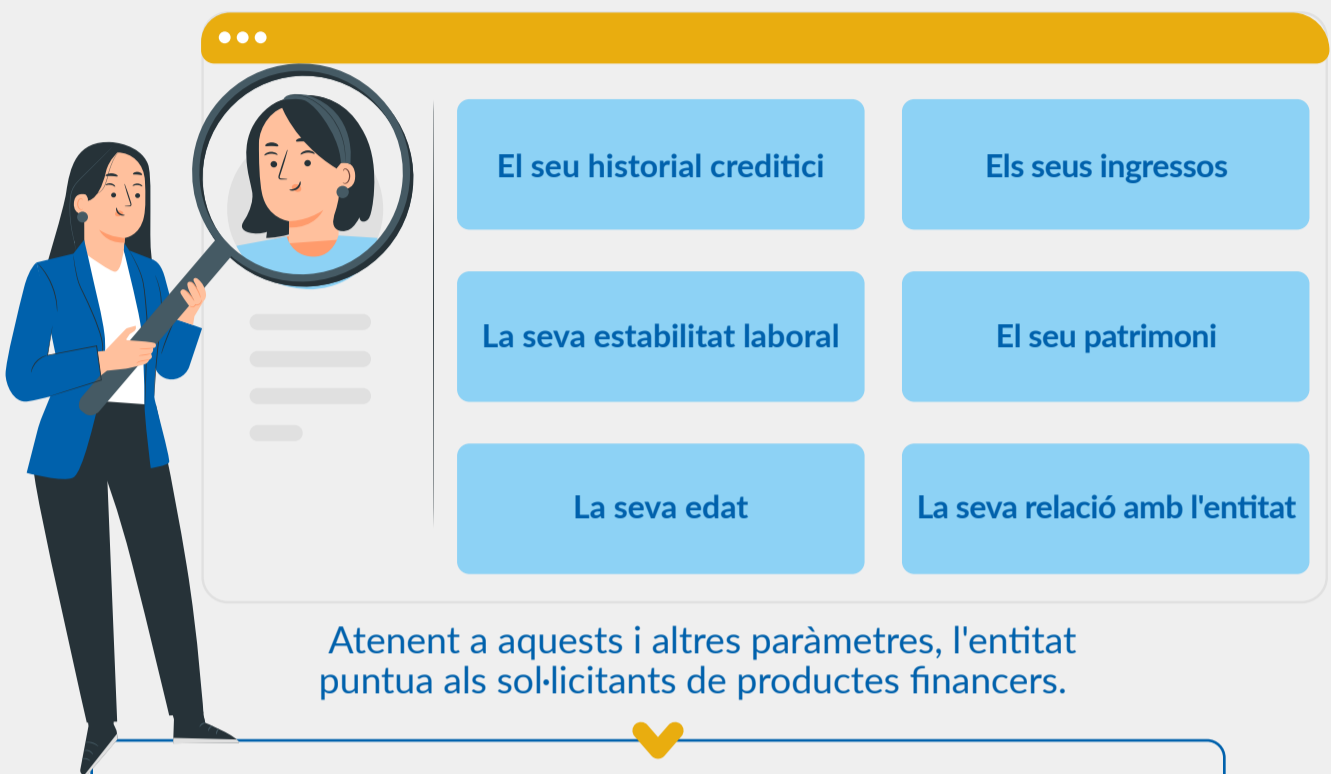 El seu historial creditici
Els seus ingressos
La seva estabilitat laboral
El seu patrimoni
La seva edat
La seva relació amb l'entitat
Atenent a aquests i altres paràmetres, l'entitat
puntua als sol·licitants de productes financers.